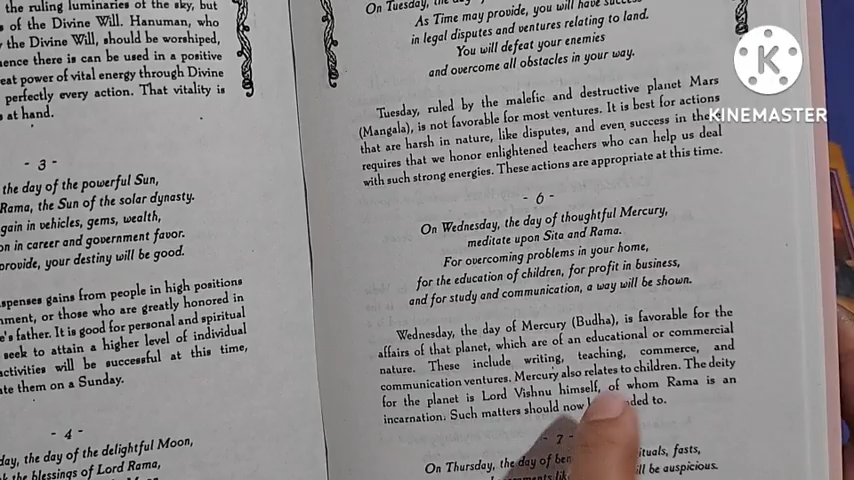 the ruling luminaries of the sky, but
s of the Divine Will. Hanuman, who
the Divine Will, should be worshiped,
ence there is can be used in a positive
eat power of vital energy through Divine
perfectly every action. That vitality is
at hand.
- 3 -
the day of the powerful Sun,
Rama, the Sun of the solar dynasty.
gain in vehicles, gems, wealth,
on in career and government favor.
provide, your destiny will be good.
spenses gains from people in high positions
nment, or those who are greatly honored in
e's father. It is good for personal and spiritual
seek to attain a higher level of individual
activities will be successful at this time,
ate them on a Sunday.
- 4 -
day, the day of the delightful Moon,
the blessings of Lord Rama,
On Tuesday, the day
As Time may provide, you will have success
in legal disputes and ventures relating to land.
You will defeat your enemies
and overcome all obstacles in your way.
Tuesday, ruled by the malefic and destructive planet Mars
(Mangala), is not favorable for most ventures. It is best for actions
that are harsh in nature, like disputes, and even success in them
requires that we honor enlightened teachers who can help us deal
with such strong energies. These actions are appropriate at this time.
- 6 -
On Wednesday, the day of thoughtful Mercury,
meditate upon Sita and Rama.
For overcoming problems in your home,
for the education of children, for profit in business,
and for study and communication, a way will be shown.
Wednesday, the day of Mercury (Budha), is favorable for the
affairs of that planet, which are of an educational or commercial
nature. These include writing, teaching, commerce, and
communication ventures. Mercury also relates to children. The deity
for the planet is Lord Vishnu himself, of whom Rama is an
incarnation. Such matters should now to.
- 7 -
On Thursday, the day of rituals, fasts,
will be auspicious.
K
KINEMASTER